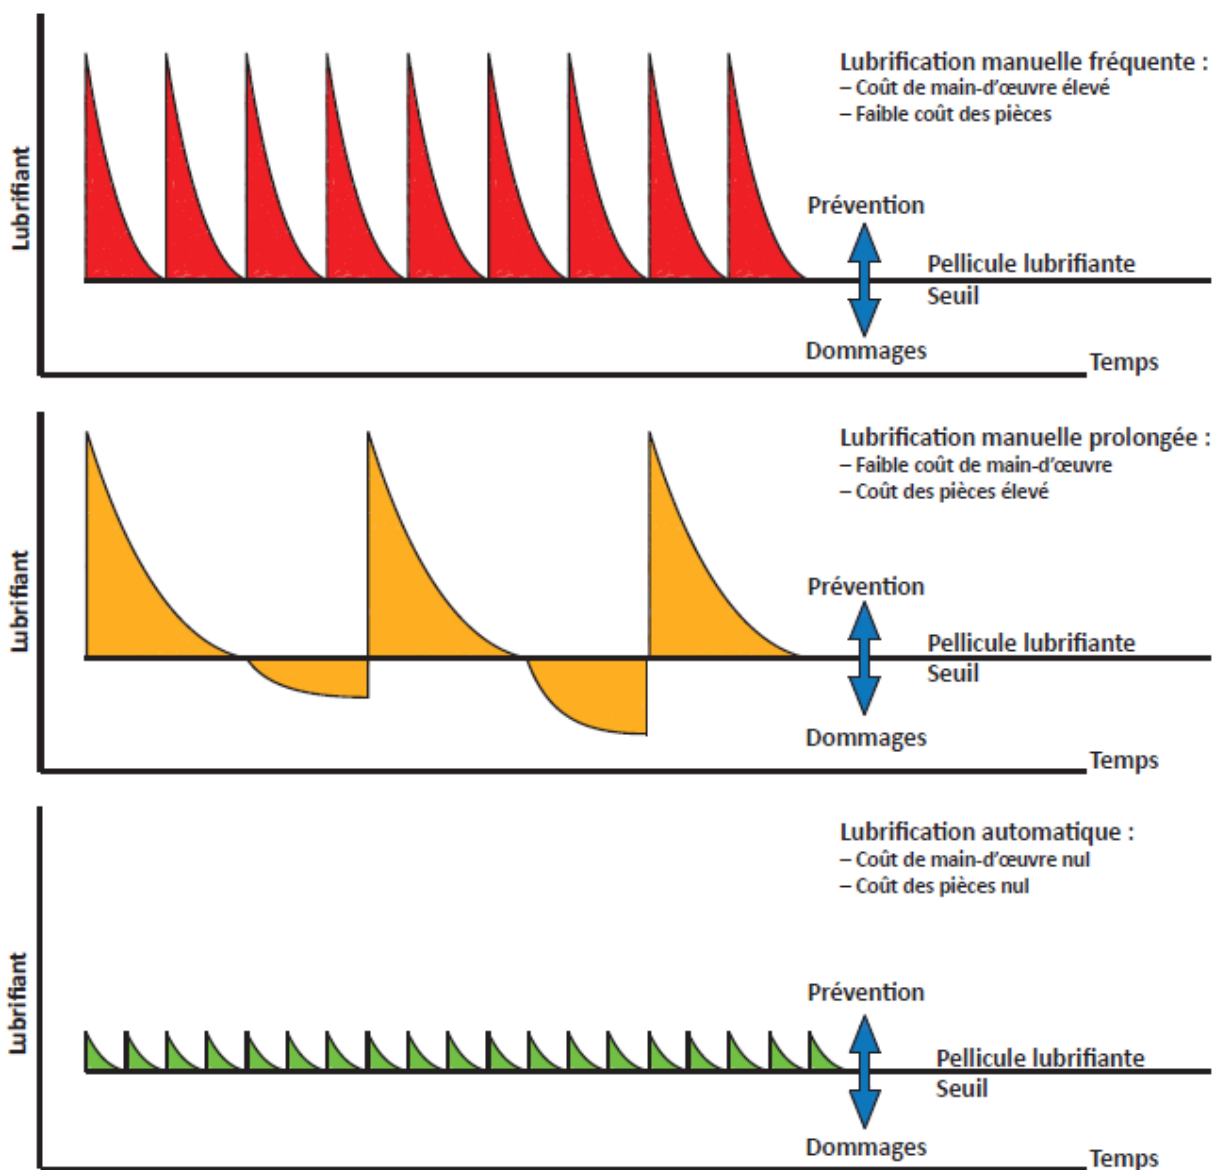 Lubrification manuelle fréquente :
– Coût de main-d'œuvre élevé
– Faible coût des pièces
Lubrifiant
Prévention
Pellicule lubrifiante
Seuil
Dommages
Temps
Lubrification manuelle prolongée :
– Faible coût de main-d'œuvre
– Coût des pièces élevé
Lubrifiant
Prévention
Pellicule lubrifiante
Seuil
Dommages
Temps
Lubrification automatique :
– Coût de main-d'œuvre nul
– Coût des pièces nul
Lubrifiant
Prévention
Pellicule lubrifiante
Seuil
Dommages
Temps